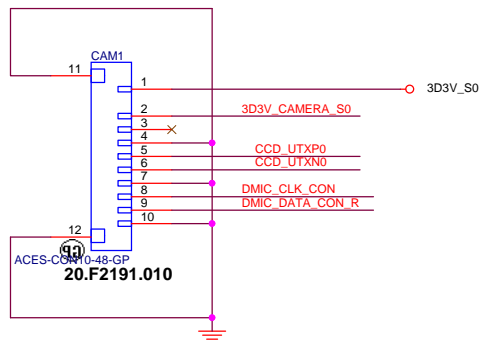 CAM1
11
1
3D3V_S0
2
3D3V_CAMERA_S0
3
4
5
CCD_UTXP0
6
CCD_UTXN0
7
8
DMIC_CLK_CON
9
DMIC_DATA_CON_R
10
12
ACES-CON10-48-GP
20.F2191.010